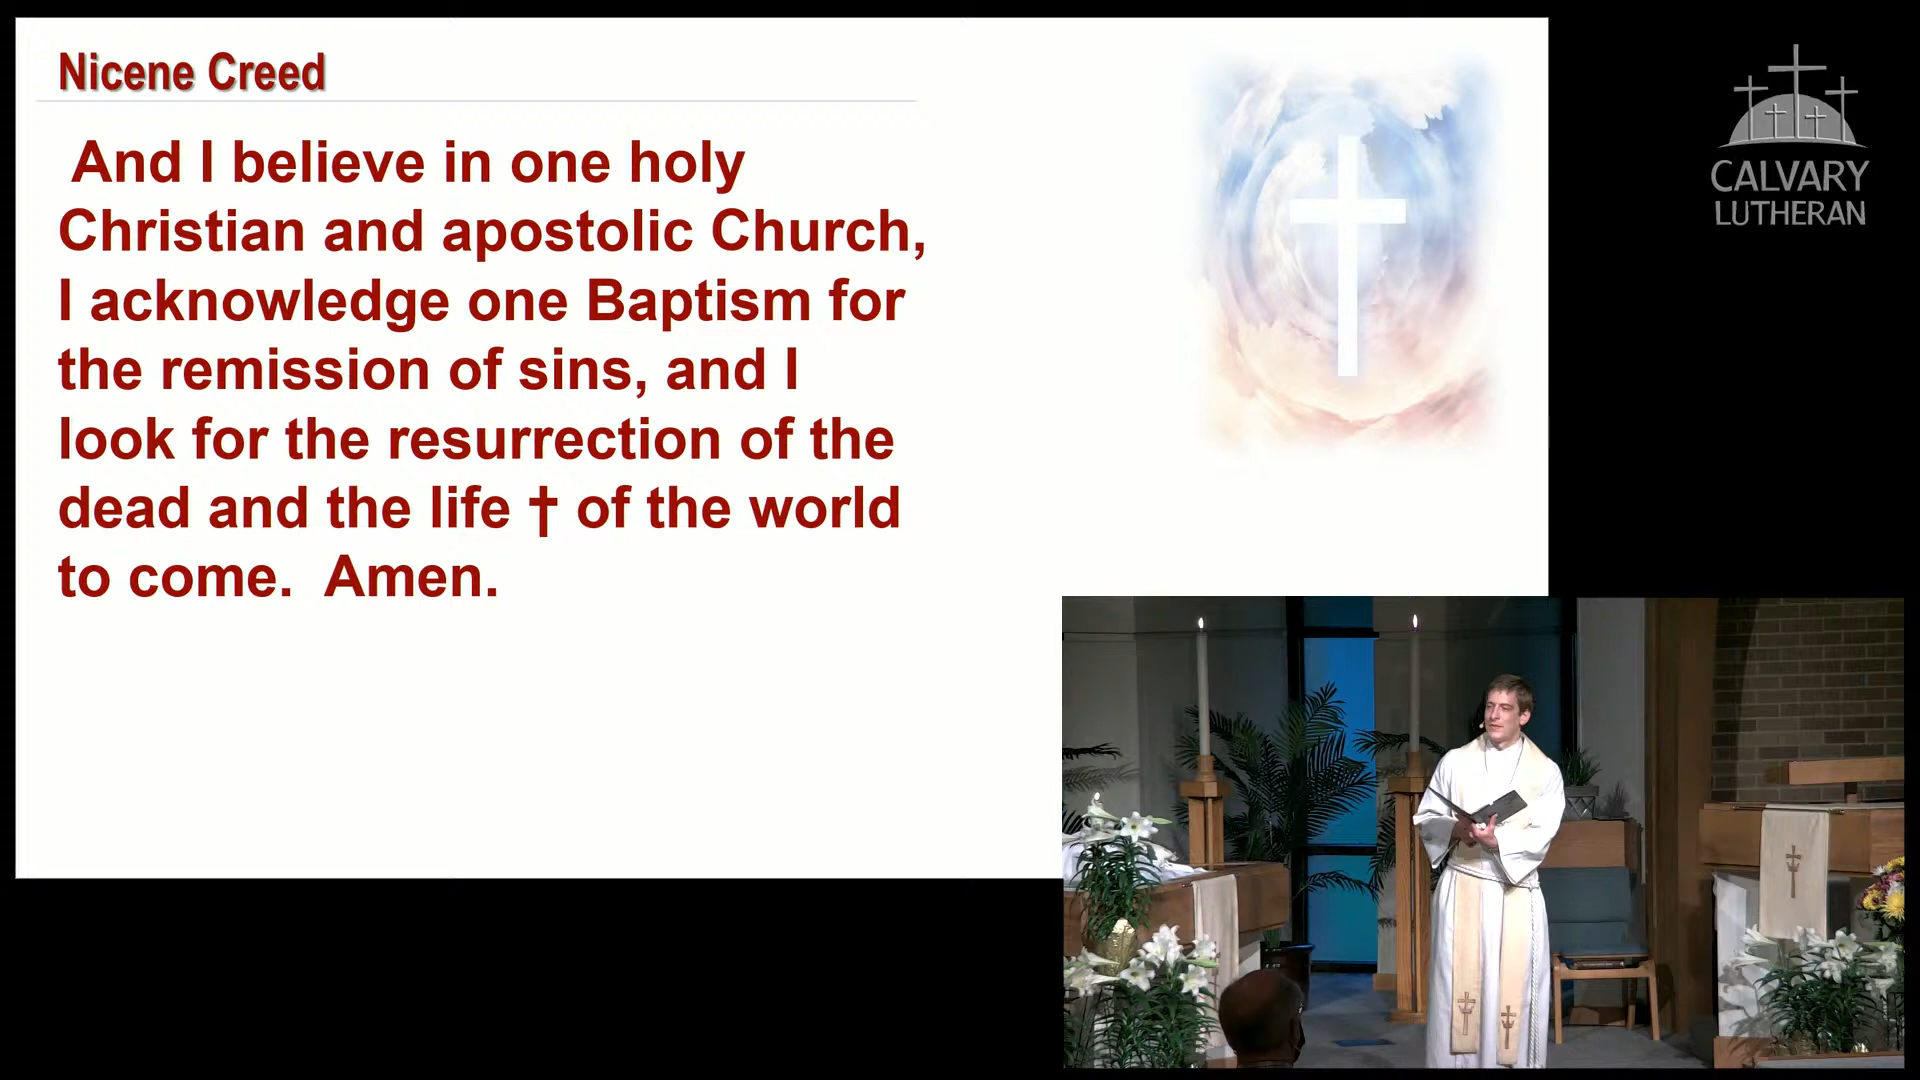 Nicene Creed
And I believe in one holy
Christian and apostolic Church,
I acknowledge one Baptism for
the remission of sins, and I
look for the resurrection of the
dead and the life † of the world
to come.  Amen.
CALVARY
LUTHERAN